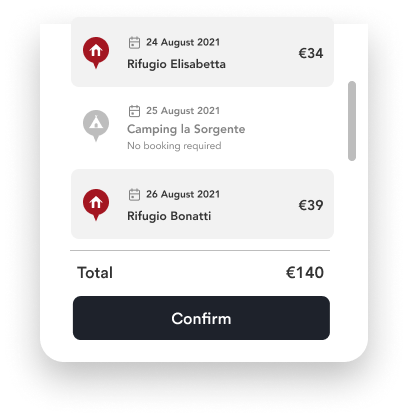 24 August 2021
Rifugio Elisabetta
€34
25 August 2021
Camping la Sorgente
No booking required
26 August 2021
Rifugio Bonatti
€39
Total
€140
Confirm